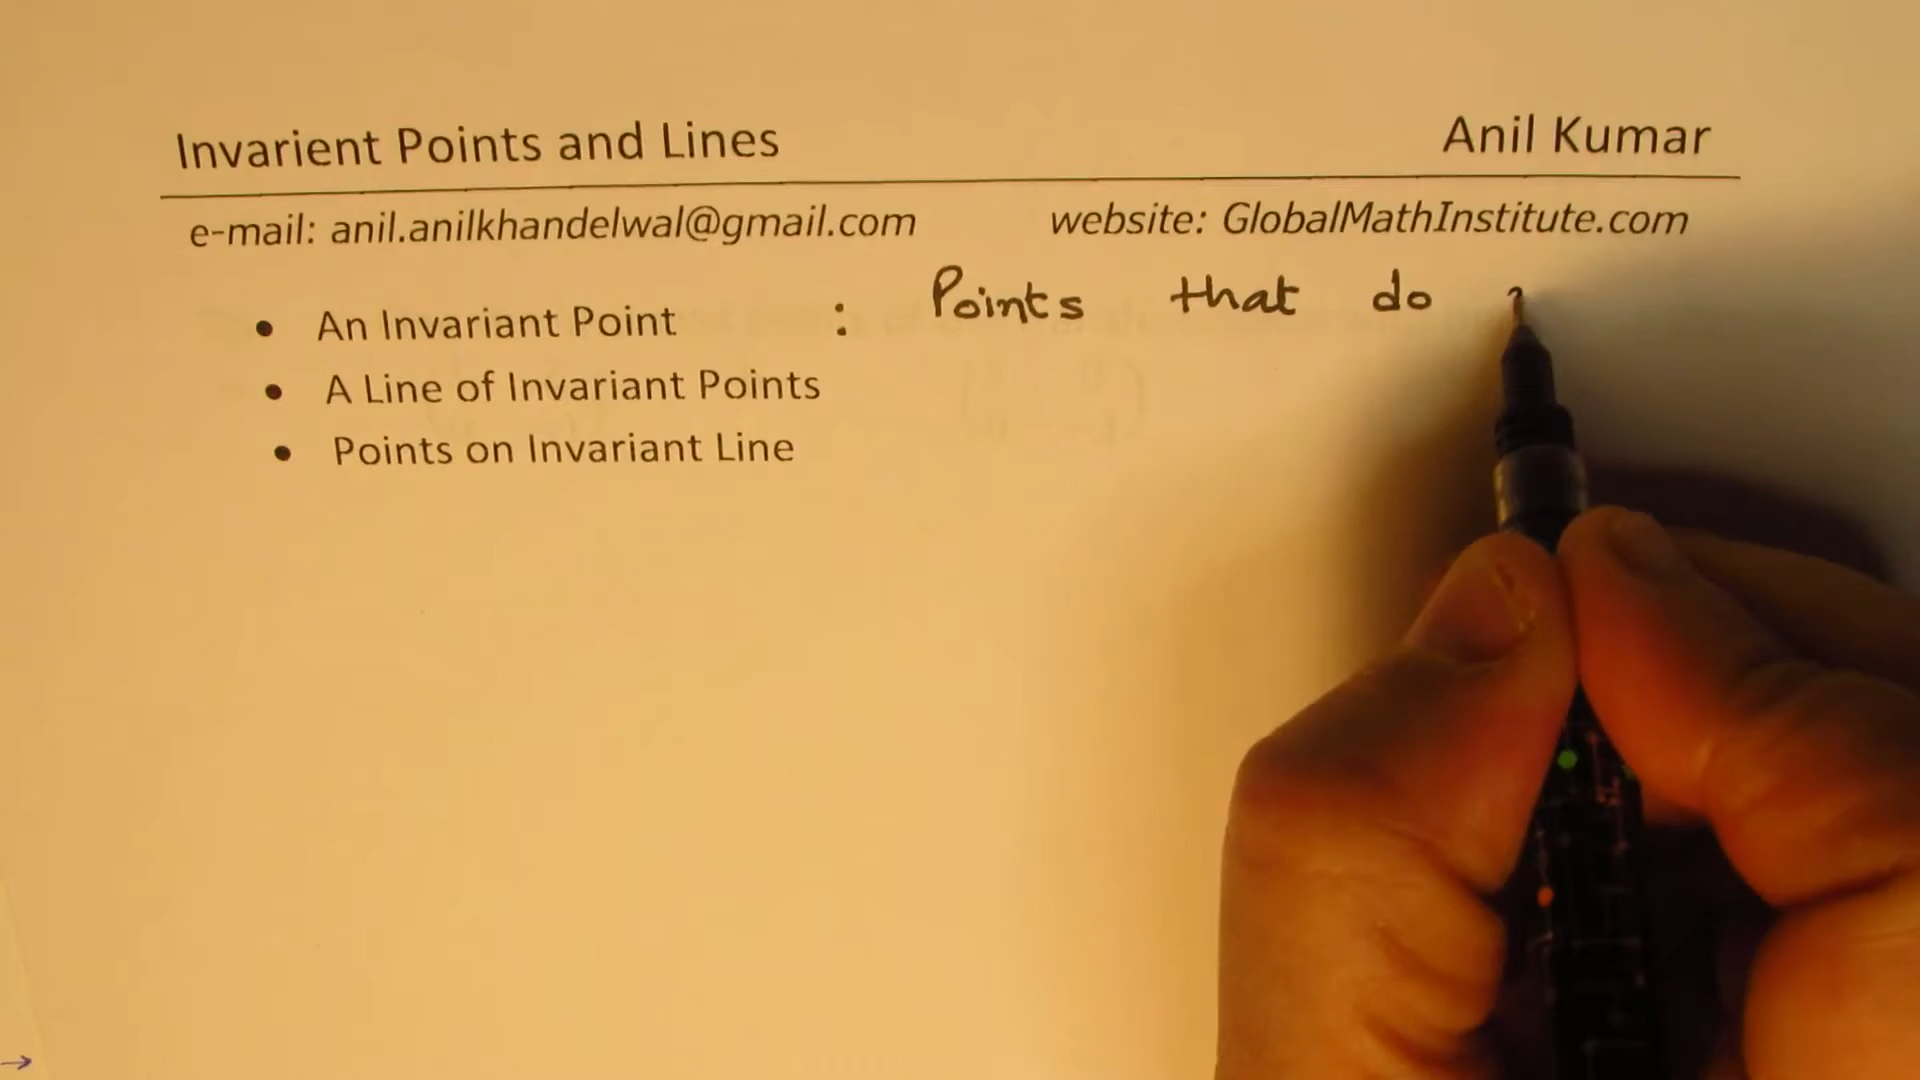 Invarient Points and Lines Anil Kumar
e-mail: anil.anilkhandelwal@gmail.com website: GlobalMathInstitute.com
• An Invariant Point : Points that do
• A Line of Invariant Points
• Points on Invariant Line